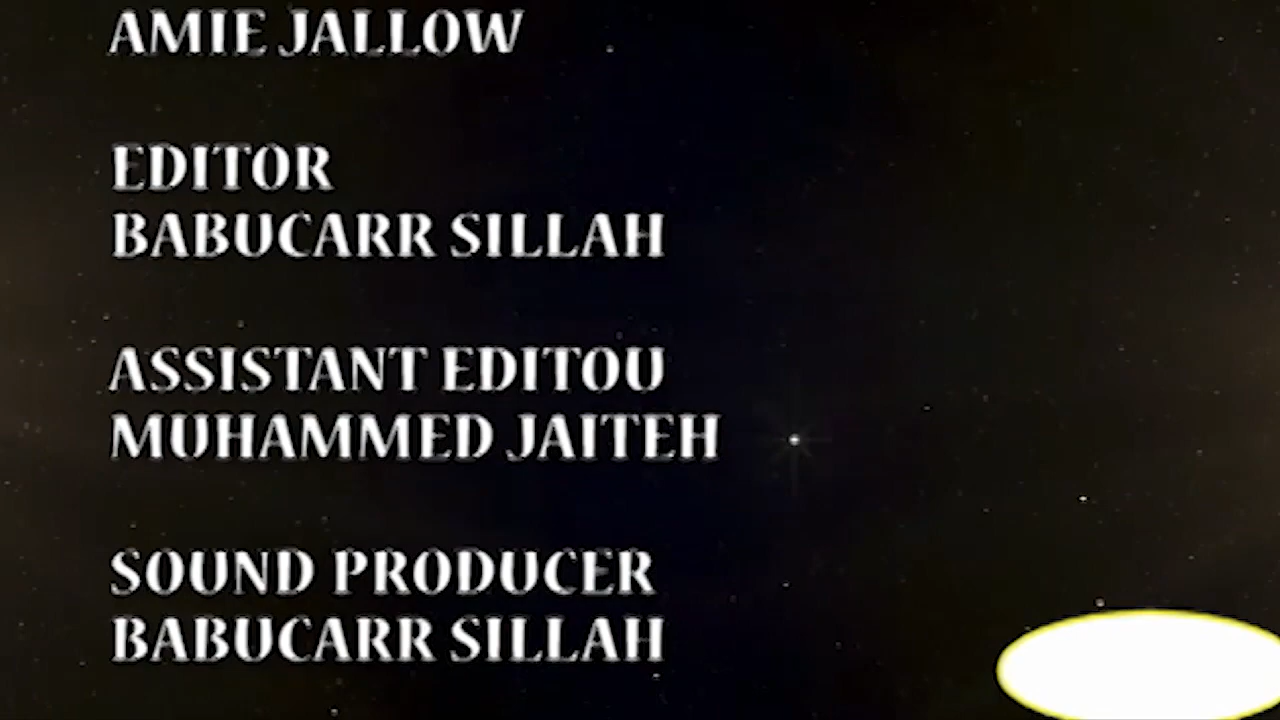 AMIE JALLOW
EDITOR
BABUCARR SILLAH
ASSISTANT EDITOU
MUHAMMED JAITEH
SOUND PRODUCER
BABUCARR SILLAH